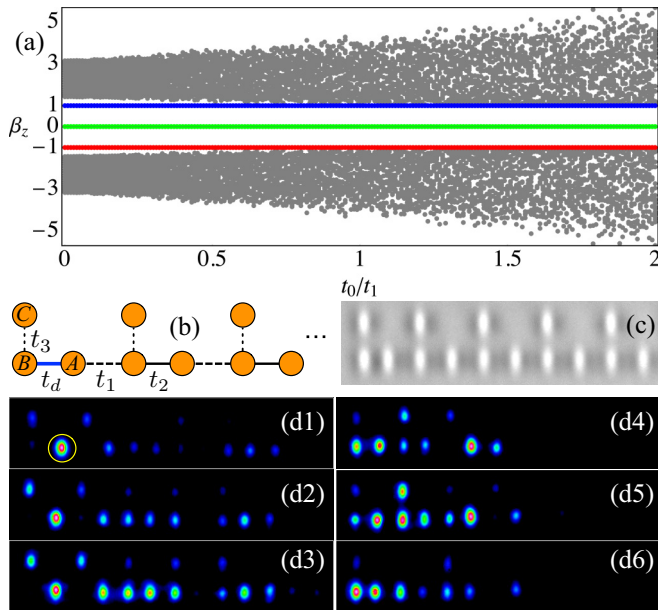 (a)
5
3
1
β_z 0
−1
−3
−5
0 0.5 1 1.5 2
t_0/t_1
C (b) (c)
t_3 ...
B A
t_d t_1 t_2
(d1) (d4)
(d2) (d5)
(d3) (d6)